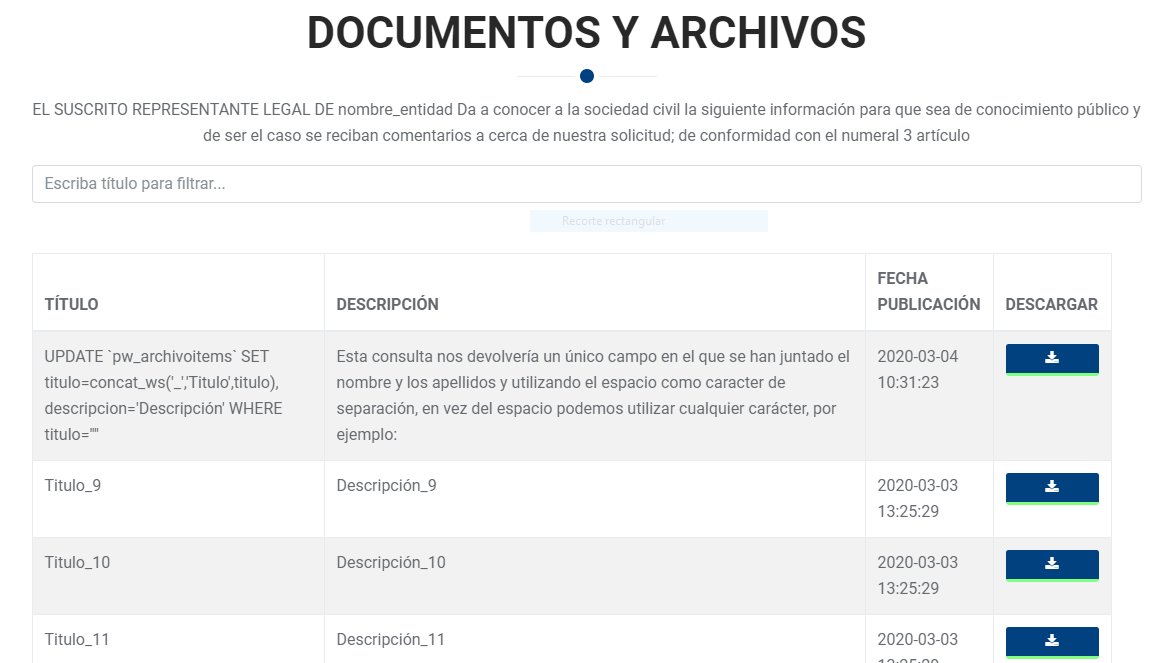 DOCUMENTOS Y ARCHIVOS
EL SUSCRITO REPRESENTANTE LEGAL DE nombre_entidad Da a conocer a la sociedad civil la siguiente información para que sea de conocimiento público y
de ser el caso se reciban comentarios a cerca de nuestra solicitud; de conformidad con el numeral 3 artículo
Escriba título para filtrar...
Recorte rectangular
TÍTULO
DESCRIPCIÓN
FECHA
PUBLICACIÓN
DESCARGAR
UPDATE `pw_archivoitems` SET
titulo=concat_ws('_','Titulo',titulo),
descripcion='Descripción' WHERE
titulo=""
Esta consulta nos devolvería un único campo en el que se han juntado el
nombre y los apellidos y utilizando el espacio como caracter de
separación, en vez del espacio podemos utilizar cualquier carácter, por
ejemplo:
2020-03-04
10:31:23
Titulo_9
Descripción_9
2020-03-03
13:25:29
Titulo_10
Descripción_10
2020-03-03
13:25:29
Titulo_11
Descripción_11
2020-03-03